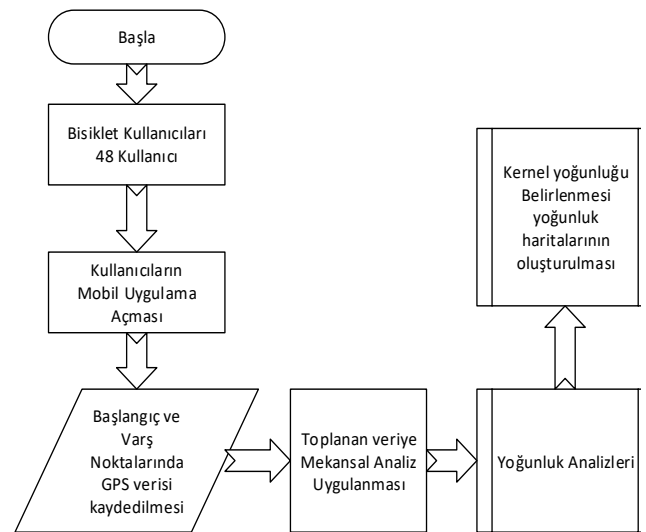 Başla
Bisiklet Kullanıcıları
48 Kullanıcı
Kullanıcıların
Mobil Uygulama
Açması
Başlangıç ve
Varş
Noktalarında
GPS verisi
kaydedilmesi
Toplanan veriye
Mekansal Analiz
Uygulanması
Yoğunluk Analizleri
Kernel yoğunluğu
Belirlenmesi
yoğunluk
haritalarının
oluşturulması